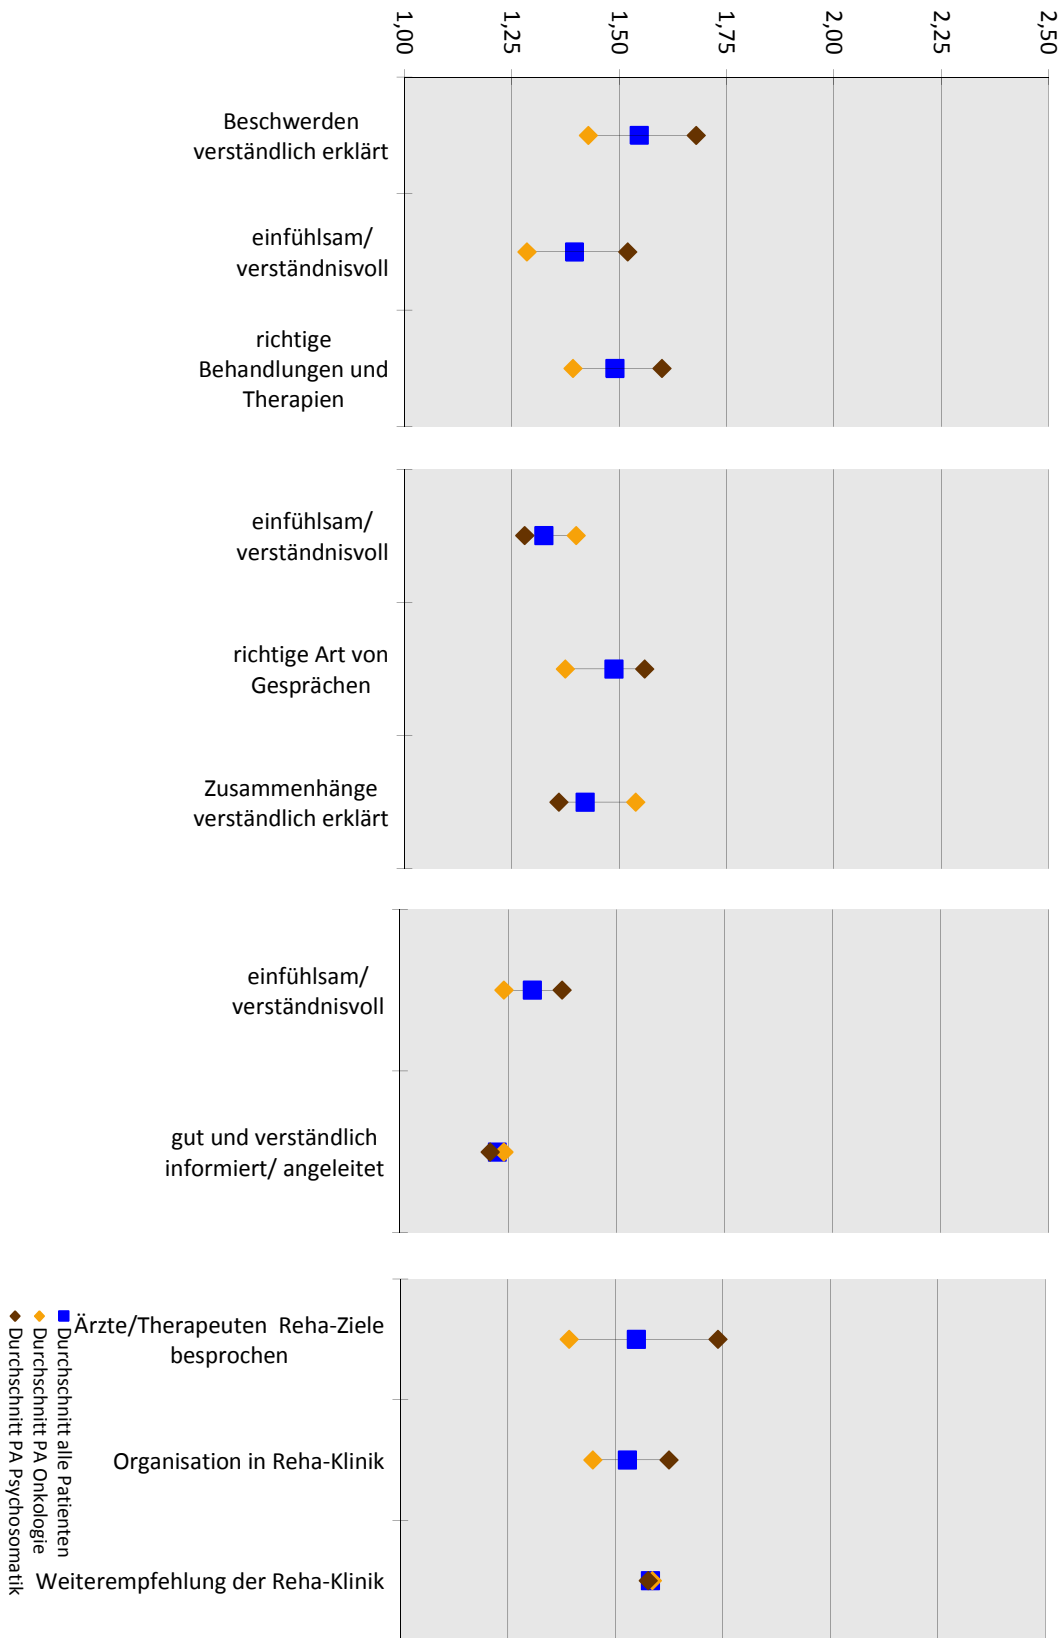 1,00
1,25
1,50
1,75
2,00
2,25
2,50
Beschwerden
verständlich erklärt
einfühlsam/
verständnisvoll
richtige
Behandlungen und
Therapien
einfühlsam/
verständnisvoll
richtige Art von
Gesprächen
Zusammenhänge
verständlich erklärt
einfühlsam/
verständnisvoll
gut und verständlich
informiert/ angeleitet
Ärzte/Therapeuten Reha-Ziele
besprochen
Organisation in Reha-Klinik
Weiterempfehlung der Reha-Klinik
Durchschnitt alle Patienten
Durchschnitt PA Onkologie
Durchschnitt PA Psychosomatik